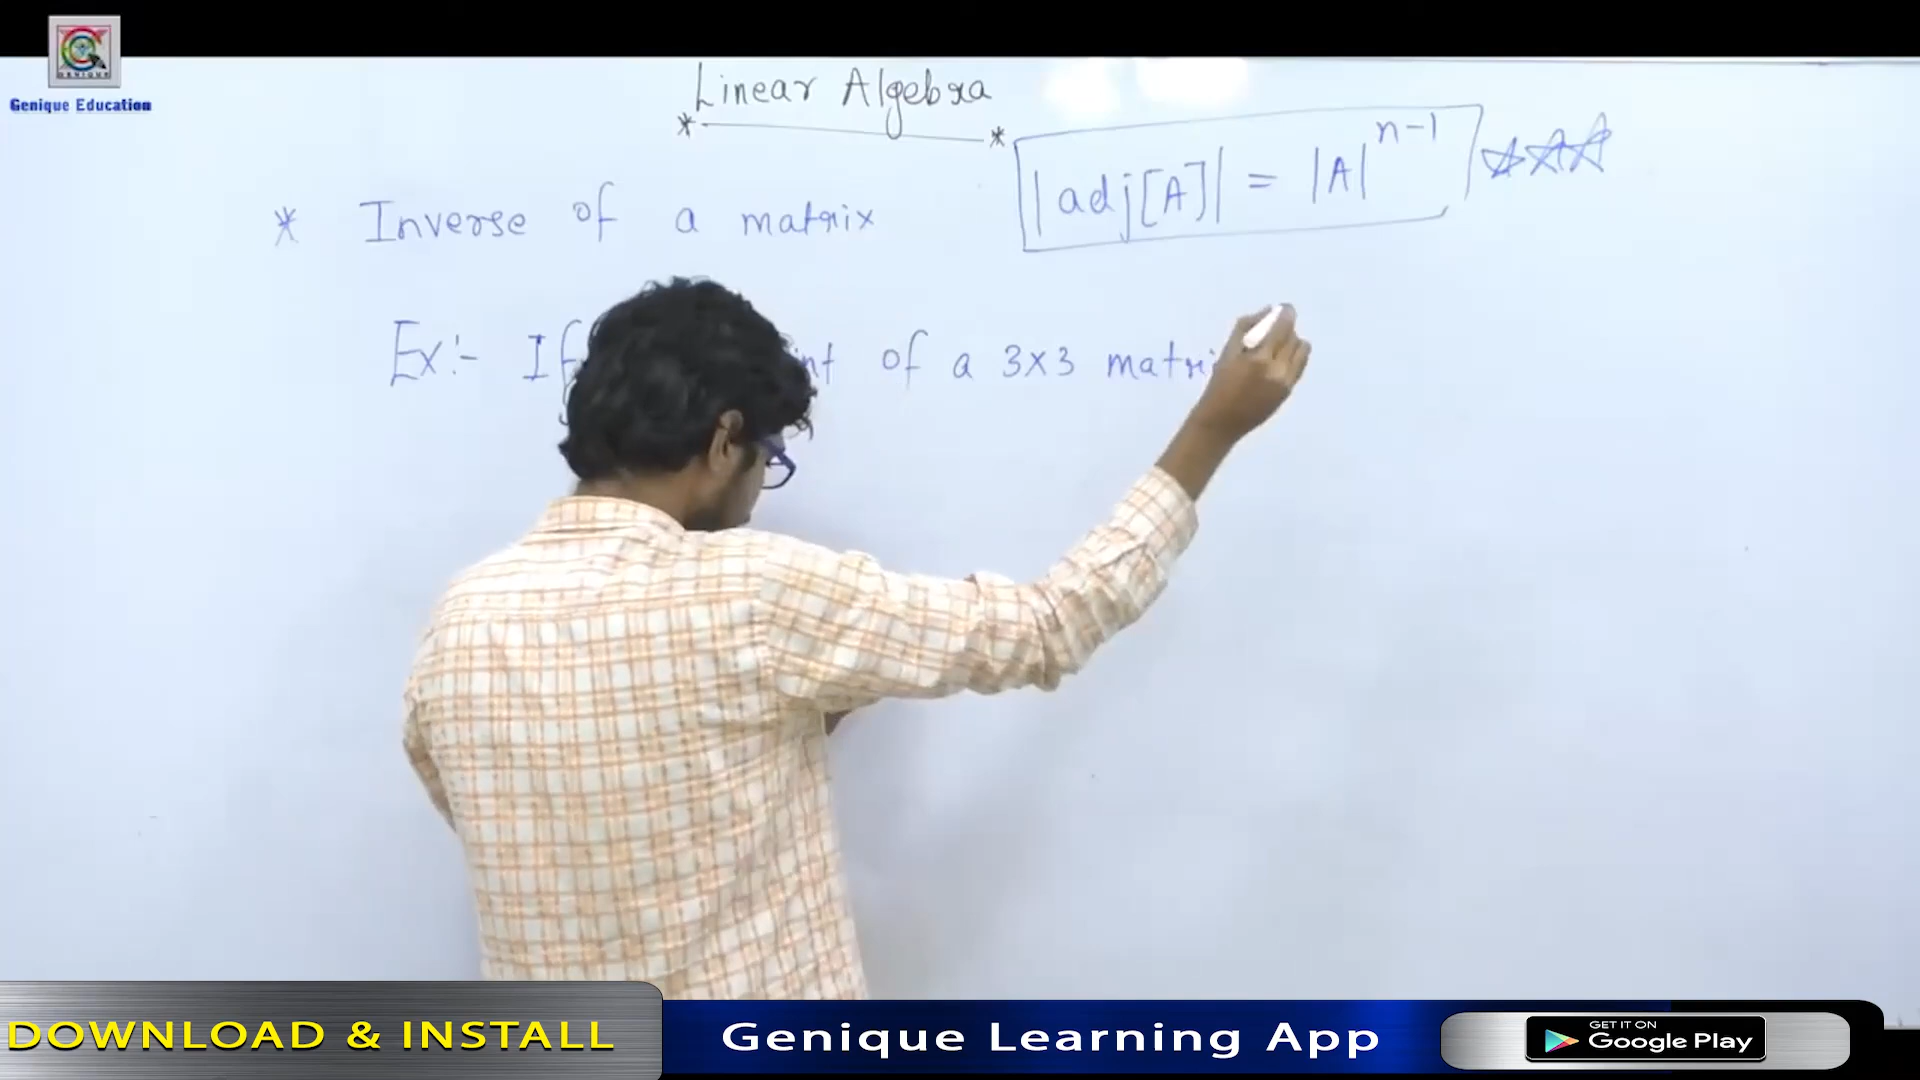 GENIQUE
Genique Education
Linear Algebra
* *
|adj[A]| = |A|^{n-1}
* Inverse of a matrix
Ex:- If of a 3x3
DOWNLOAD & INSTALL
Genique Learning App
GET IT ON
Google Play